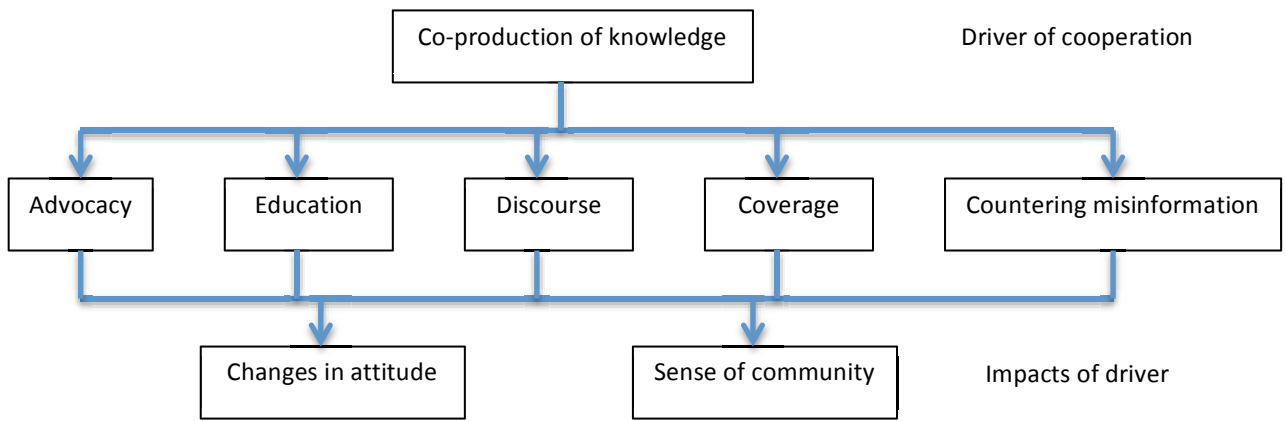 Co-production of knowledge
Driver of cooperation
Advocacy
Education
Discourse
Coverage
Countering misinformation
Changes in attitude
Sense of community
Impacts of driver